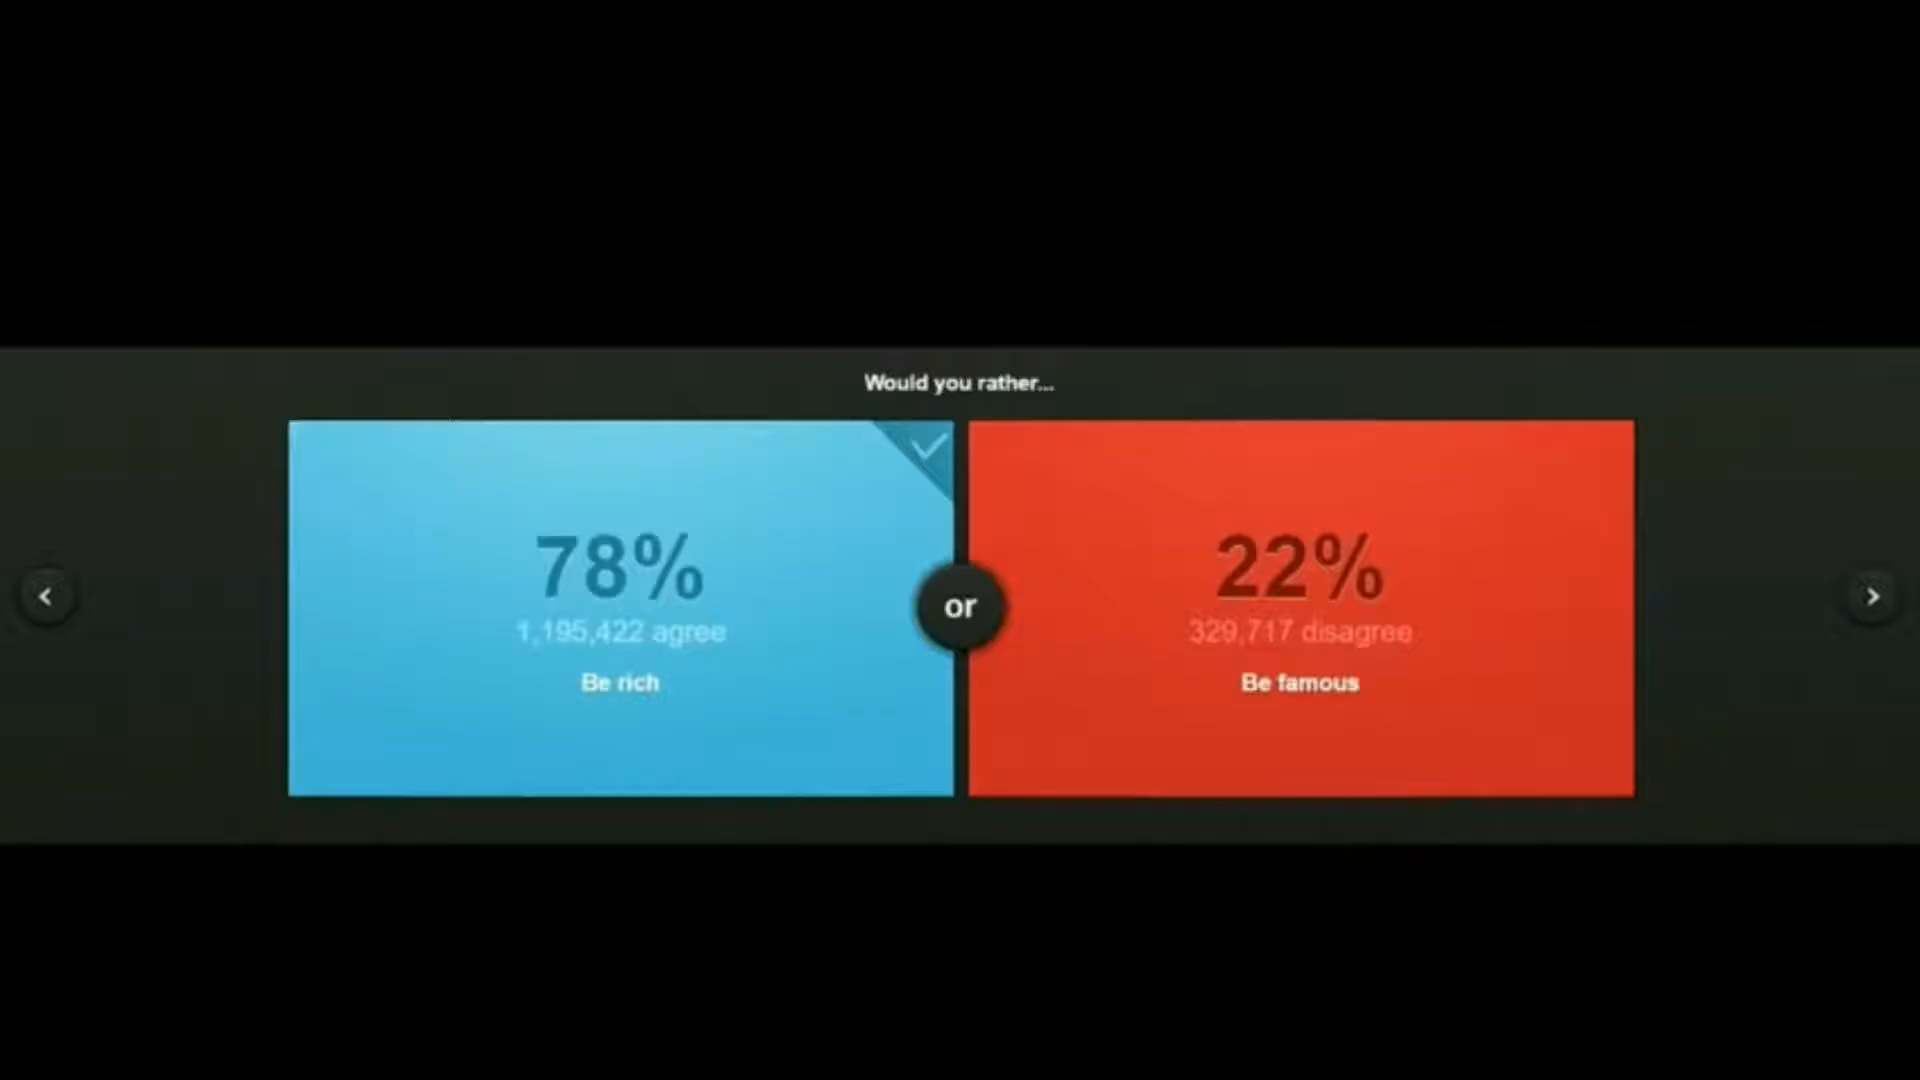 Would you rather...
78%
1,195,422 agree
Be rich
or
22%
329,717 disagree
Be famous